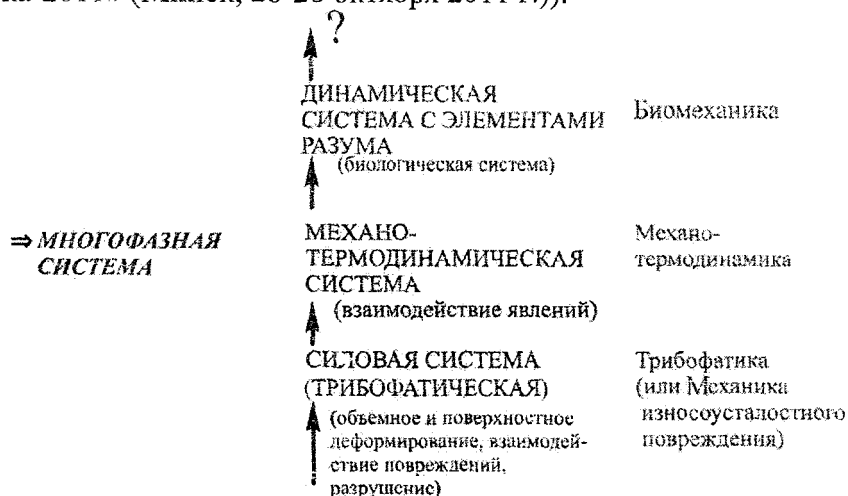 ?
ДИНАМИЧЕСКАЯ
СИСТЕМА С ЭЛЕМЕНТАМИ
РАЗУМА
(биологическая система)
Биомеханика
⇒ МНОГОФАЗНАЯ
СИСТЕМА
МЕХАНО-
ТЕРМОДИНАМИЧЕСКАЯ
СИСТЕМА
(взаимодействие явлений)
Механо-
термодинамика
СИЛОВАЯ СИСТЕМА
(ТРИБОФАТИЧЕСКАЯ)
(объемное и поверхностное
деформирование, взаимодей-
ствие повреждений,
разрушение)
Трибофатика
(или Механика
износоусталостного
повреждения)